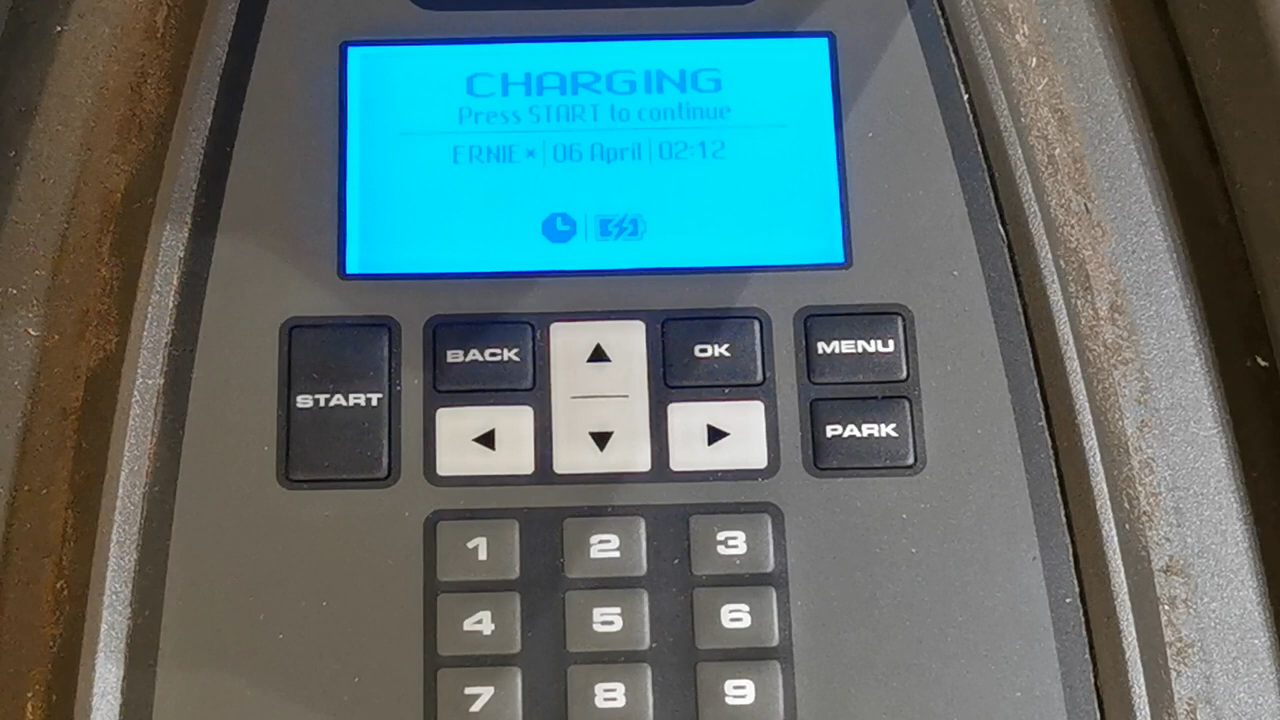 CHARGING
Press START to continue
ERNIE× | 06 April | 02:12
START
BACK
OK
MENU
PARK
1 2 3
4 5 6
7 8 9